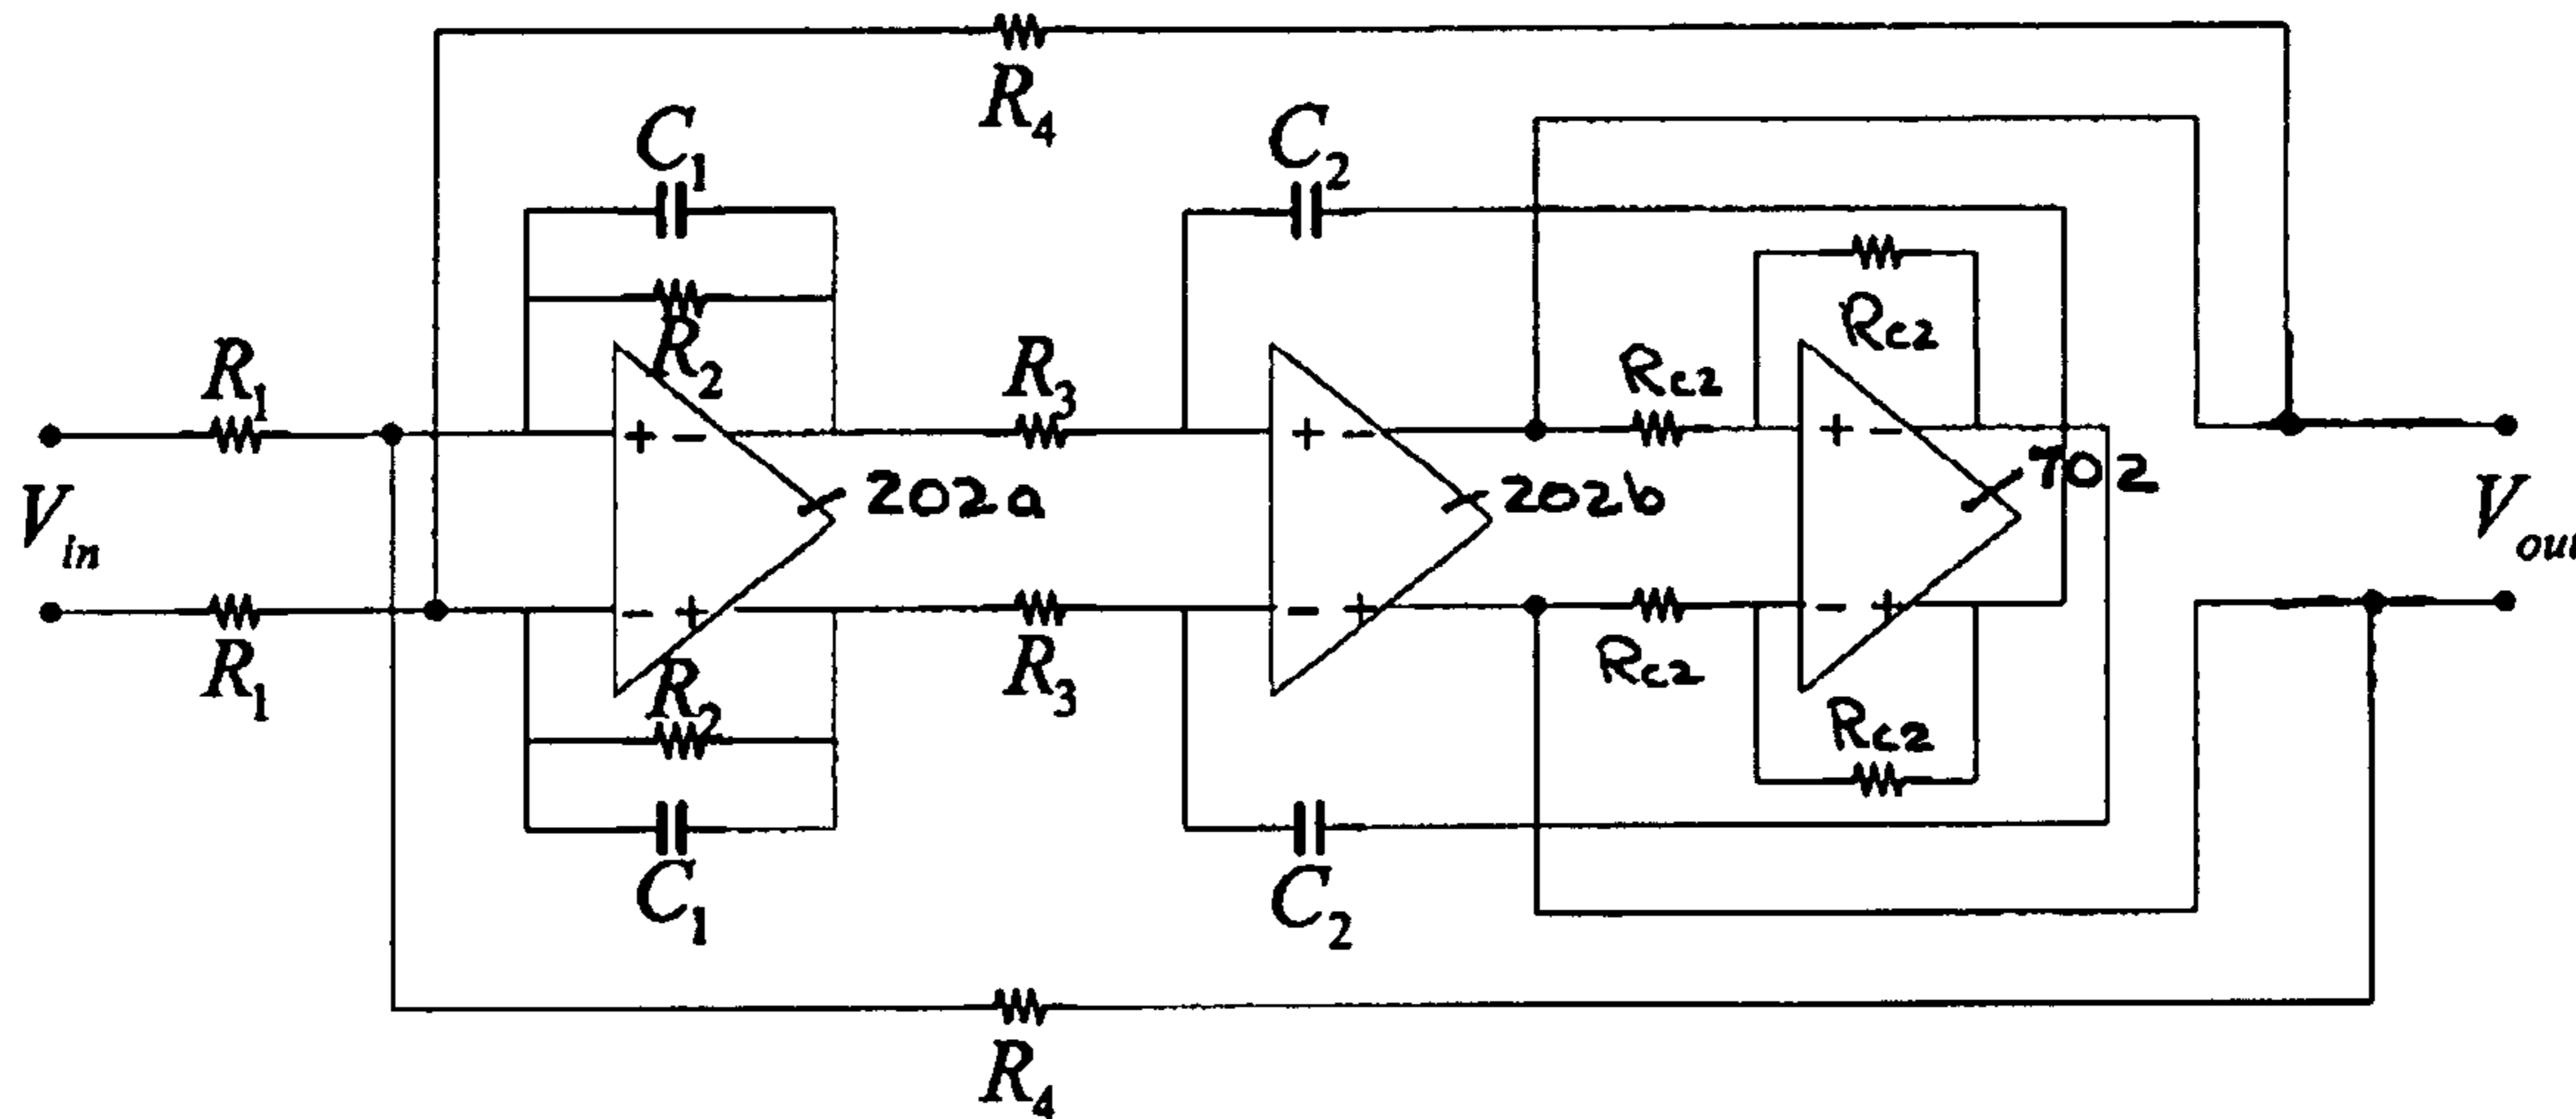 R4
C1
C2
R2
Rc2
R1
R3
Rc2
+ −
+ −
+ −
Vin
202a
202b
702
Vout
− +
− +
− +
R1
R2
R3
Rc2
Rc2
C1
C2
R4